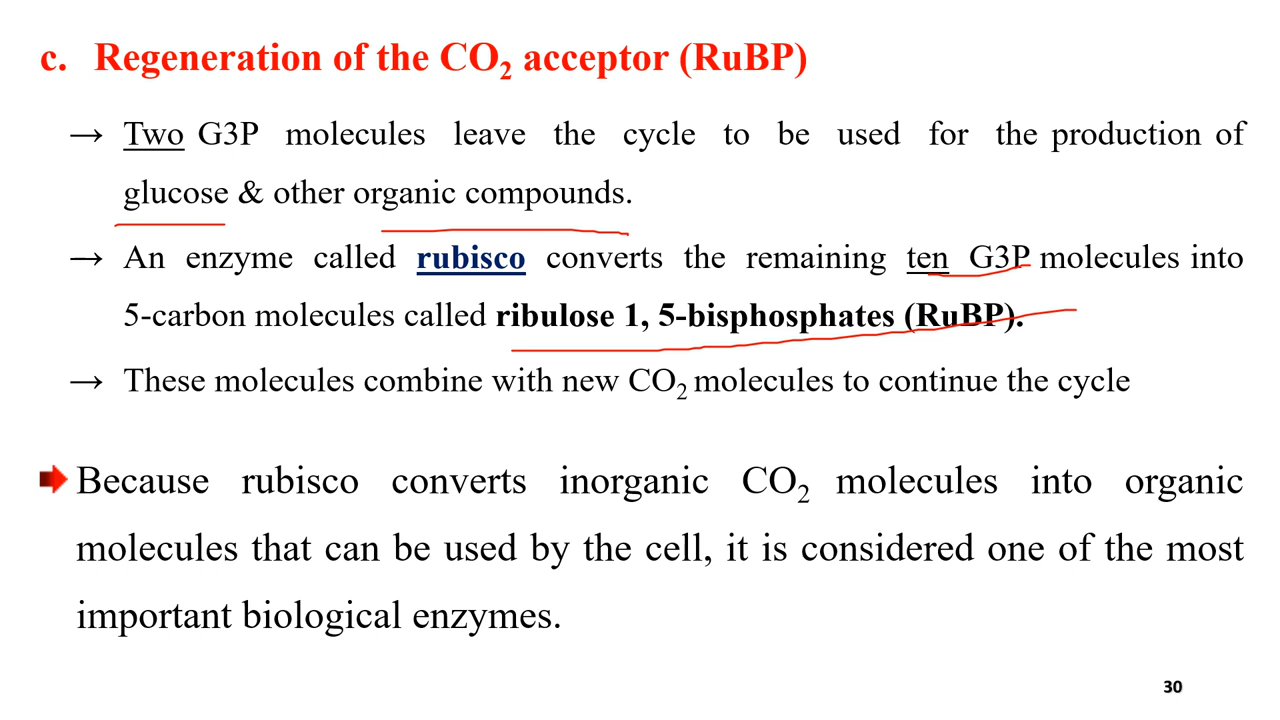 c. Regeneration of the CO₂ acceptor (RuBP)
→ Two G3P molecules leave the cycle to be used for the production of
glucose & other organic compounds.
→ An enzyme called rubisco converts the remaining ten G3P molecules into
5-carbon molecules called ribulose 1, 5-bisphosphates (RuBP).
→ These molecules combine with new CO₂ molecules to continue the cycle
Because rubisco converts inorganic CO₂ molecules into organic
molecules that can be used by the cell, it is considered one of the most
important biological enzymes.
30